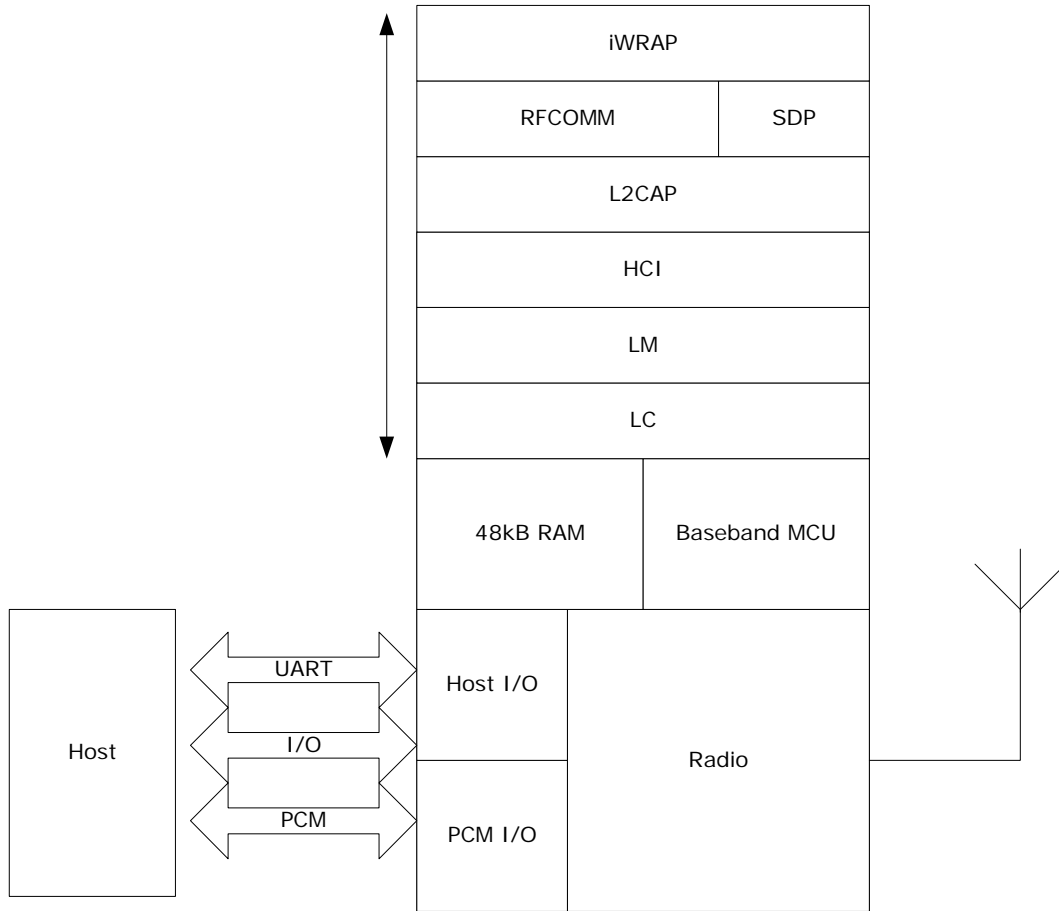 iWRAP
RFCOMM
SDP
L2CAP
HCI
LM
LC
48kB RAM
Baseband MCU
UART
Host I/O
Host
I/O
Radio
PCM
PCM I/O